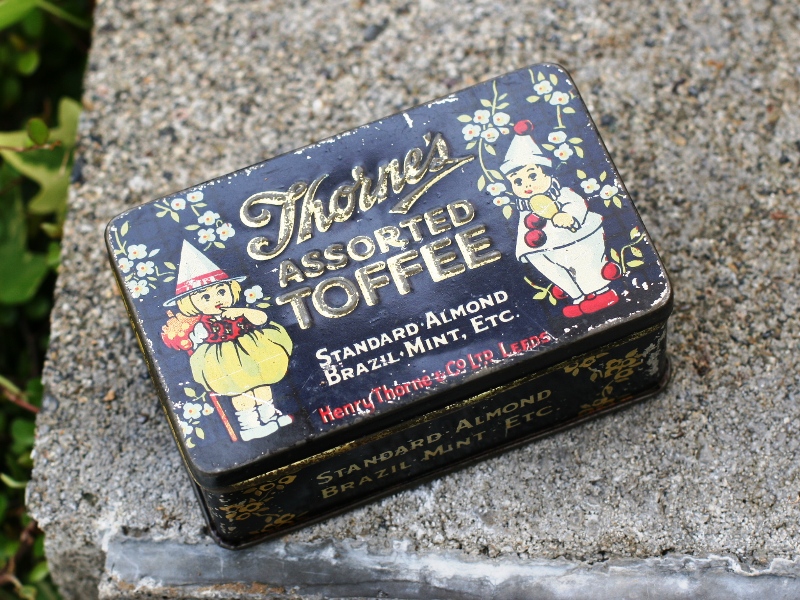 Thorne's
ASSORTED
TOFFEE
STANDARD·ALMOND
BRAZIL·MINT, ETC.
Henry Thorne & Co Ltd Leeds
STANDARD·ALMOND
BRAZIL·MINT ETC